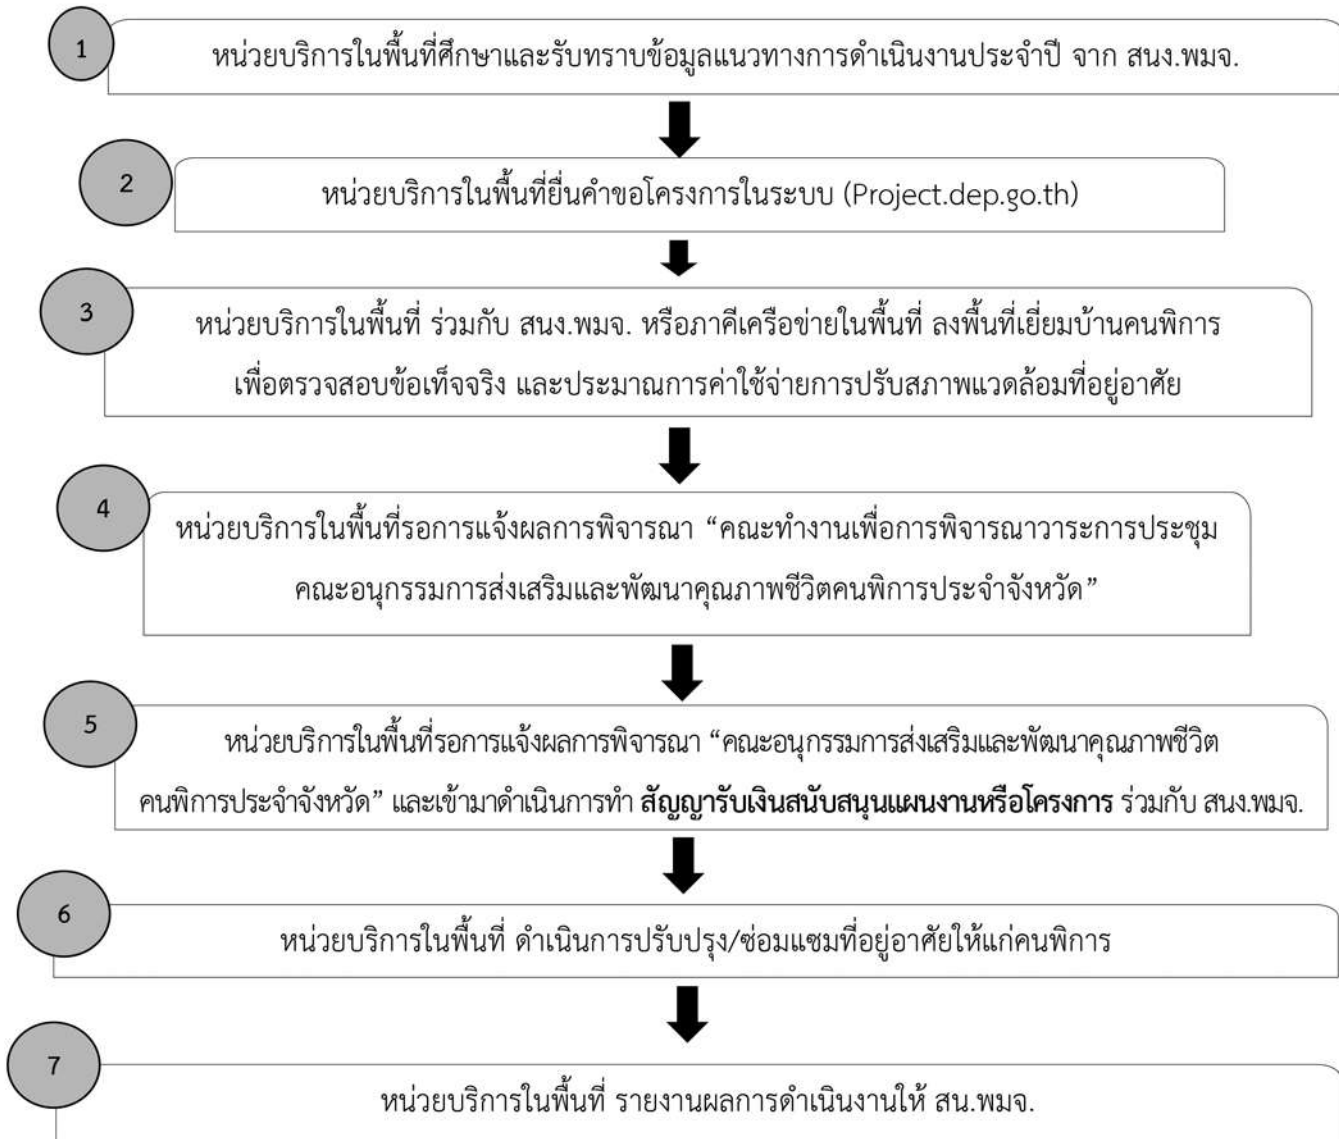 1
หน่วยบริการในพื้นที่ศึกษาและรับทราบข้อมูลแนวทางการดำเนินงานประจำปี จาก สนง.พมจ.
2
หน่วยบริการในพื้นที่ยื่นคำขอโครงการในระบบ (Project.dep.go.th)
3
หน่วยบริการในพื้นที่ ร่วมกับ สนง.พมจ. หรือภาคีเครือข่ายในพื้นที่ ลงพื้นที่เยี่ยมบ้านคนพิการ
เพื่อตรวจสอบข้อเท็จจริง และประมาณการค่าใช้จ่ายการปรับสภาพแวดล้อมที่อยู่อาศัย
4
หน่วยบริการในพื้นที่รอการแจ้งผลการพิจารณา “คณะทำงานเพื่อการพิจารณาวาระการประชุม
คณะอนุกรรมการส่งเสริมและพัฒนาคุณภาพชีวิตคนพิการประจำจังหวัด”
5
หน่วยบริการในพื้นที่รอการแจ้งผลการพิจารณา “คณะอนุกรรมการส่งเสริมและพัฒนาคุณภาพชีวิต
คนพิการประจำจังหวัด” และเข้ามาดำเนินการทำ สัญญารับเงินสนับสนุนแผนงานหรือโครงการ ร่วมกับ สนง.พมจ.
6
หน่วยบริการในพื้นที่ ดำเนินการปรับปรุง/ซ่อมแซมที่อยู่อาศัยให้แก่คนพิการ
7
หน่วยบริการในพื้นที่ รายงานผลการดำเนินงานให้ สน.พมจ.